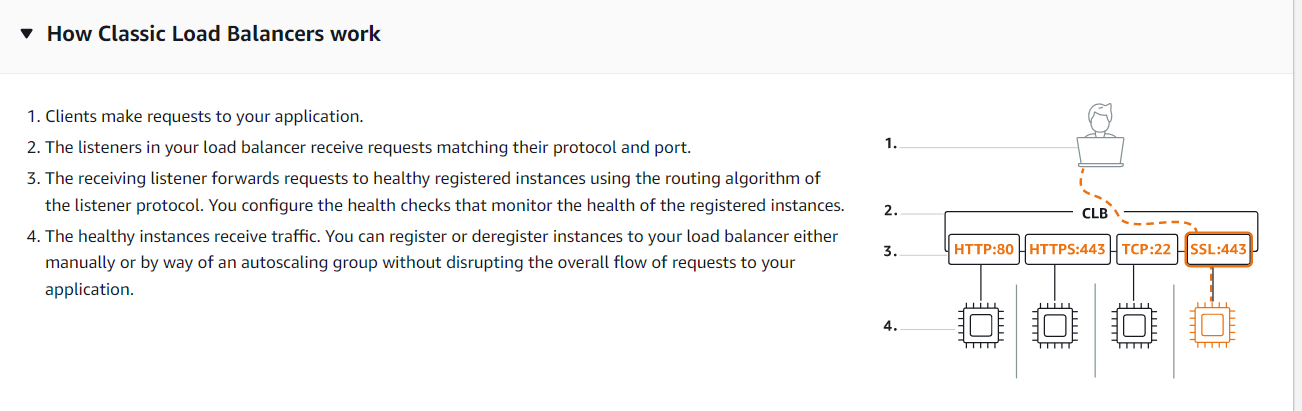 How Classic Load Balancers work
1. Clients make requests to your application.
2. The listeners in your load balancer receive requests matching their protocol and port.
3. The receiving listener forwards requests to healthy registered instances using the routing algorithm of
the listener protocol. You configure the health checks that monitor the health of the registered instances.
4. The healthy instances receive traffic. You can register or deregister instances to your load balancer either
manually or by way of an autoscaling group without disrupting the overall flow of requests to your
application.
1.
2.
CLB
3.
HTTP:80 HTTPS:443 TCP:22 SSL:443
4.